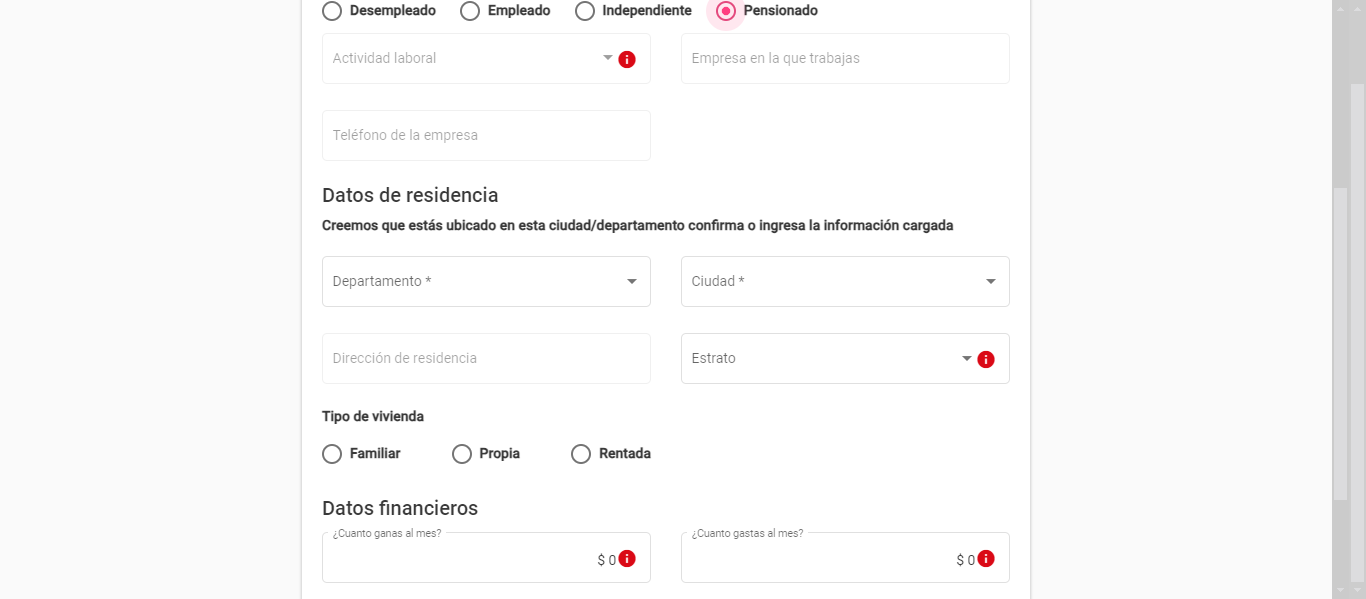 Desempleado Empleado Independiente Pensionado
Actividad laboral Empresa en la que trabajas
Teléfono de la empresa
Datos de residencia
Creemos que estás ubicado en esta ciudad/departamento confirma o ingresa la información cargada
Departamento * Ciudad *
Dirección de residencia Estrato
Tipo de vivienda
Familiar Propia Rentada
Datos financieros
¿Cuanto ganas al mes? ¿Cuanto gastas al mes?
$ 0 $ 0